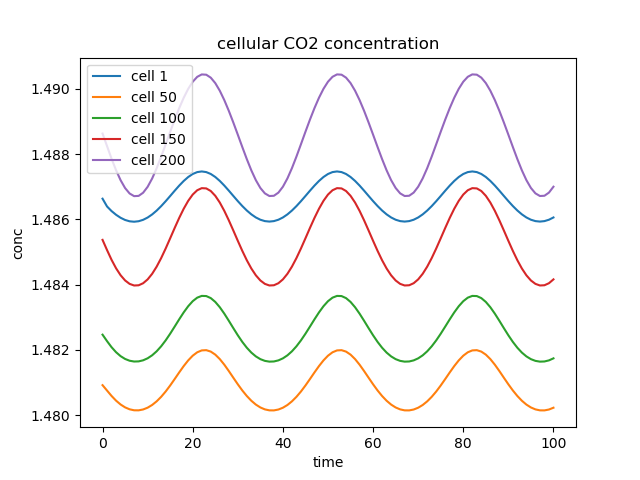 cellular CO2 concentration
cell 1
cell 50
cell 100
cell 150
cell 200
1.490
1.488
1.486
1.484
1.482
1.480
conc
0 20 40 60 80 100
time